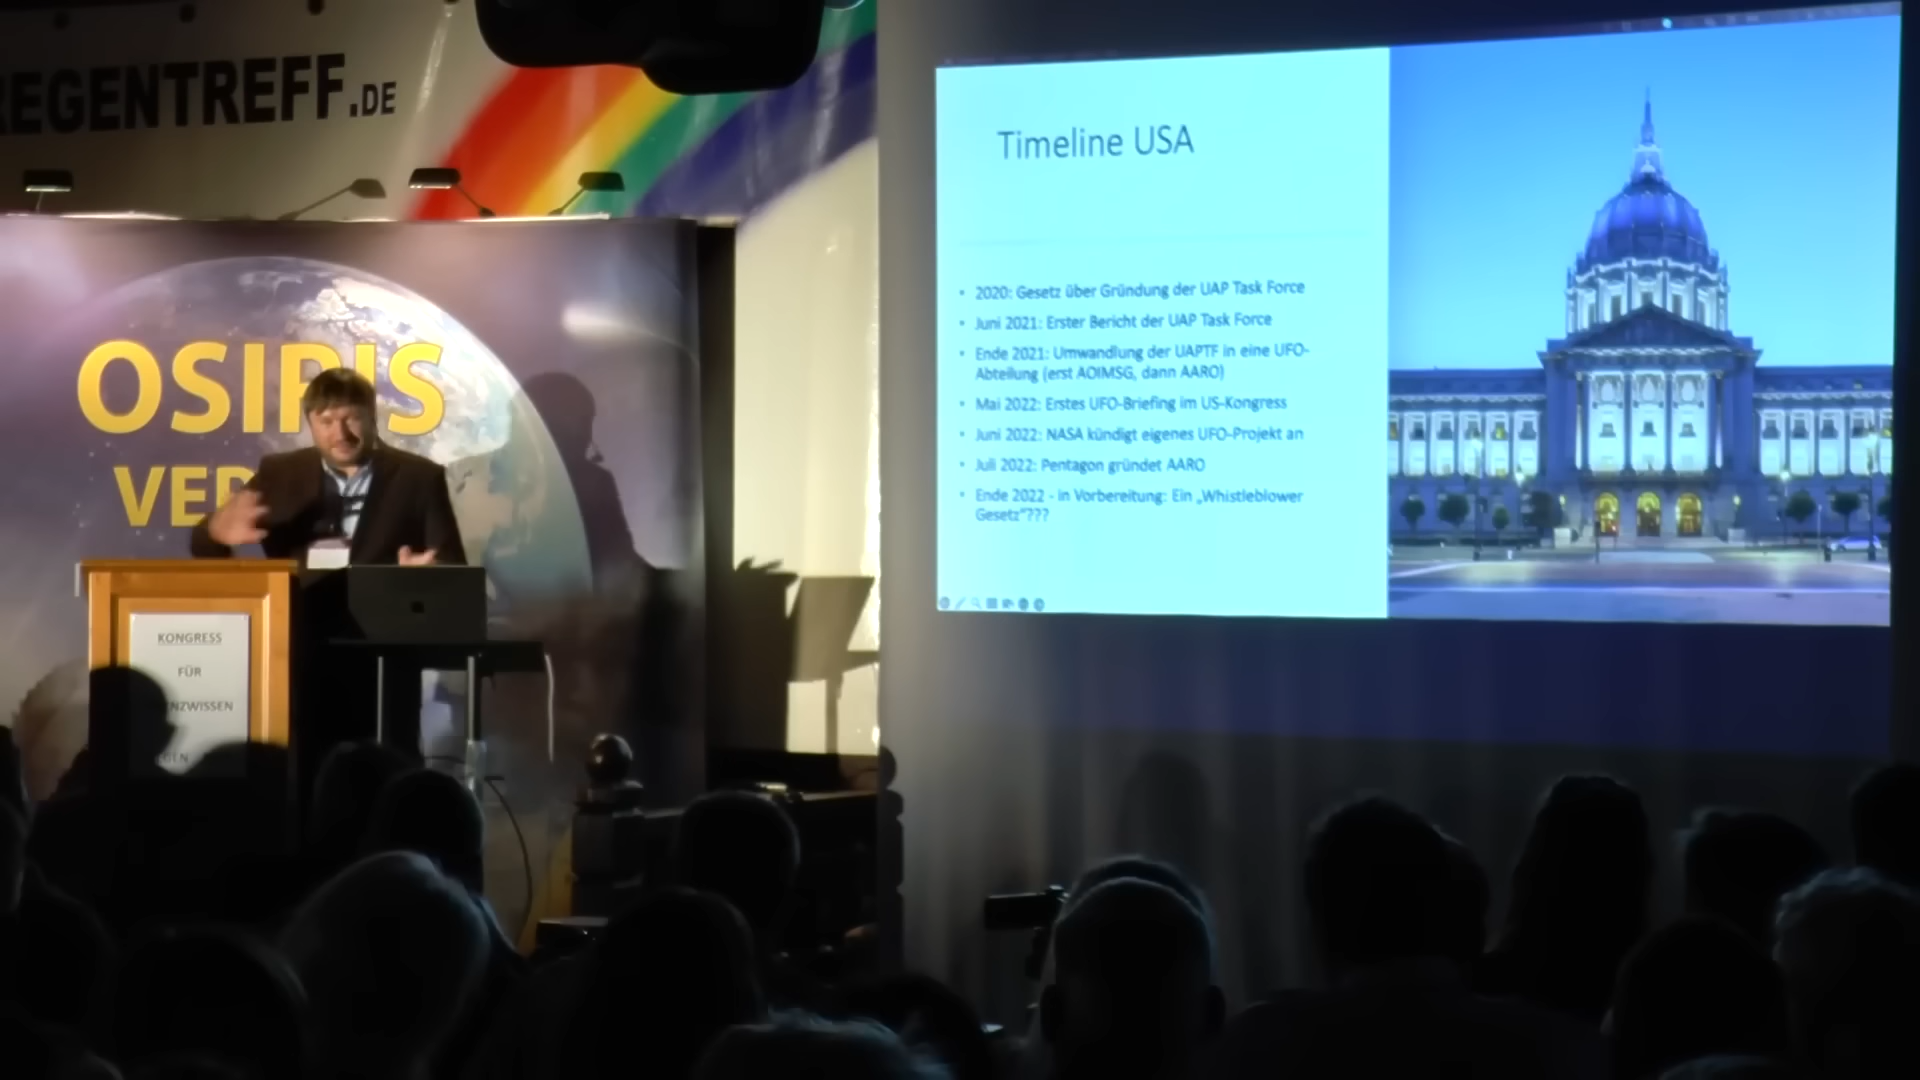 REGENTREFF.DE
OSIRIS
VER
KONGRESS
FÜR
NZWISSEN
Timeline USA
• 2020: Gesetz über Gründung der UAP Task Force
• Juni 2021: Erster Bericht der UAP Task Force
• Ende 2021: Umwandlung der UAPTF in eine UFO-
Abteilung (erst AOIMSG, dann AARO)
• Mai 2022: Erstes UFO-Briefing im US-Kongress
• Juni 2022: NASA kündigt eigenes UFO-Projekt an
• Juli 2022: Pentagon gründet AARO
• Ende 2022 - in Vorbereitung: Ein „Whistleblower
Gesetz"???